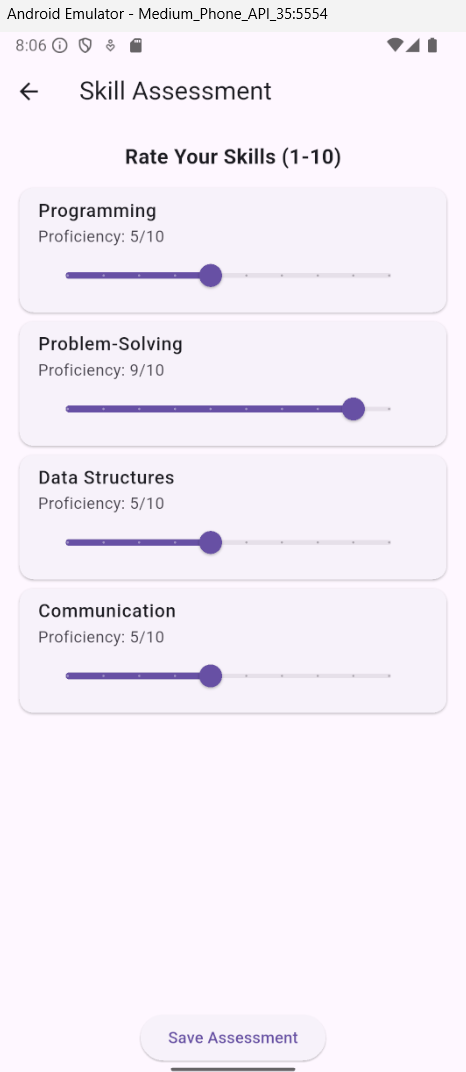 Android Emulator - Medium_Phone_API_35:5554
8:06
Skill Assessment
Rate Your Skills (1-10)
Programming
Proficiency: 5/10
Problem-Solving
Proficiency: 9/10
Data Structures
Proficiency: 5/10
Communication
Proficiency: 5/10
Save Assessment